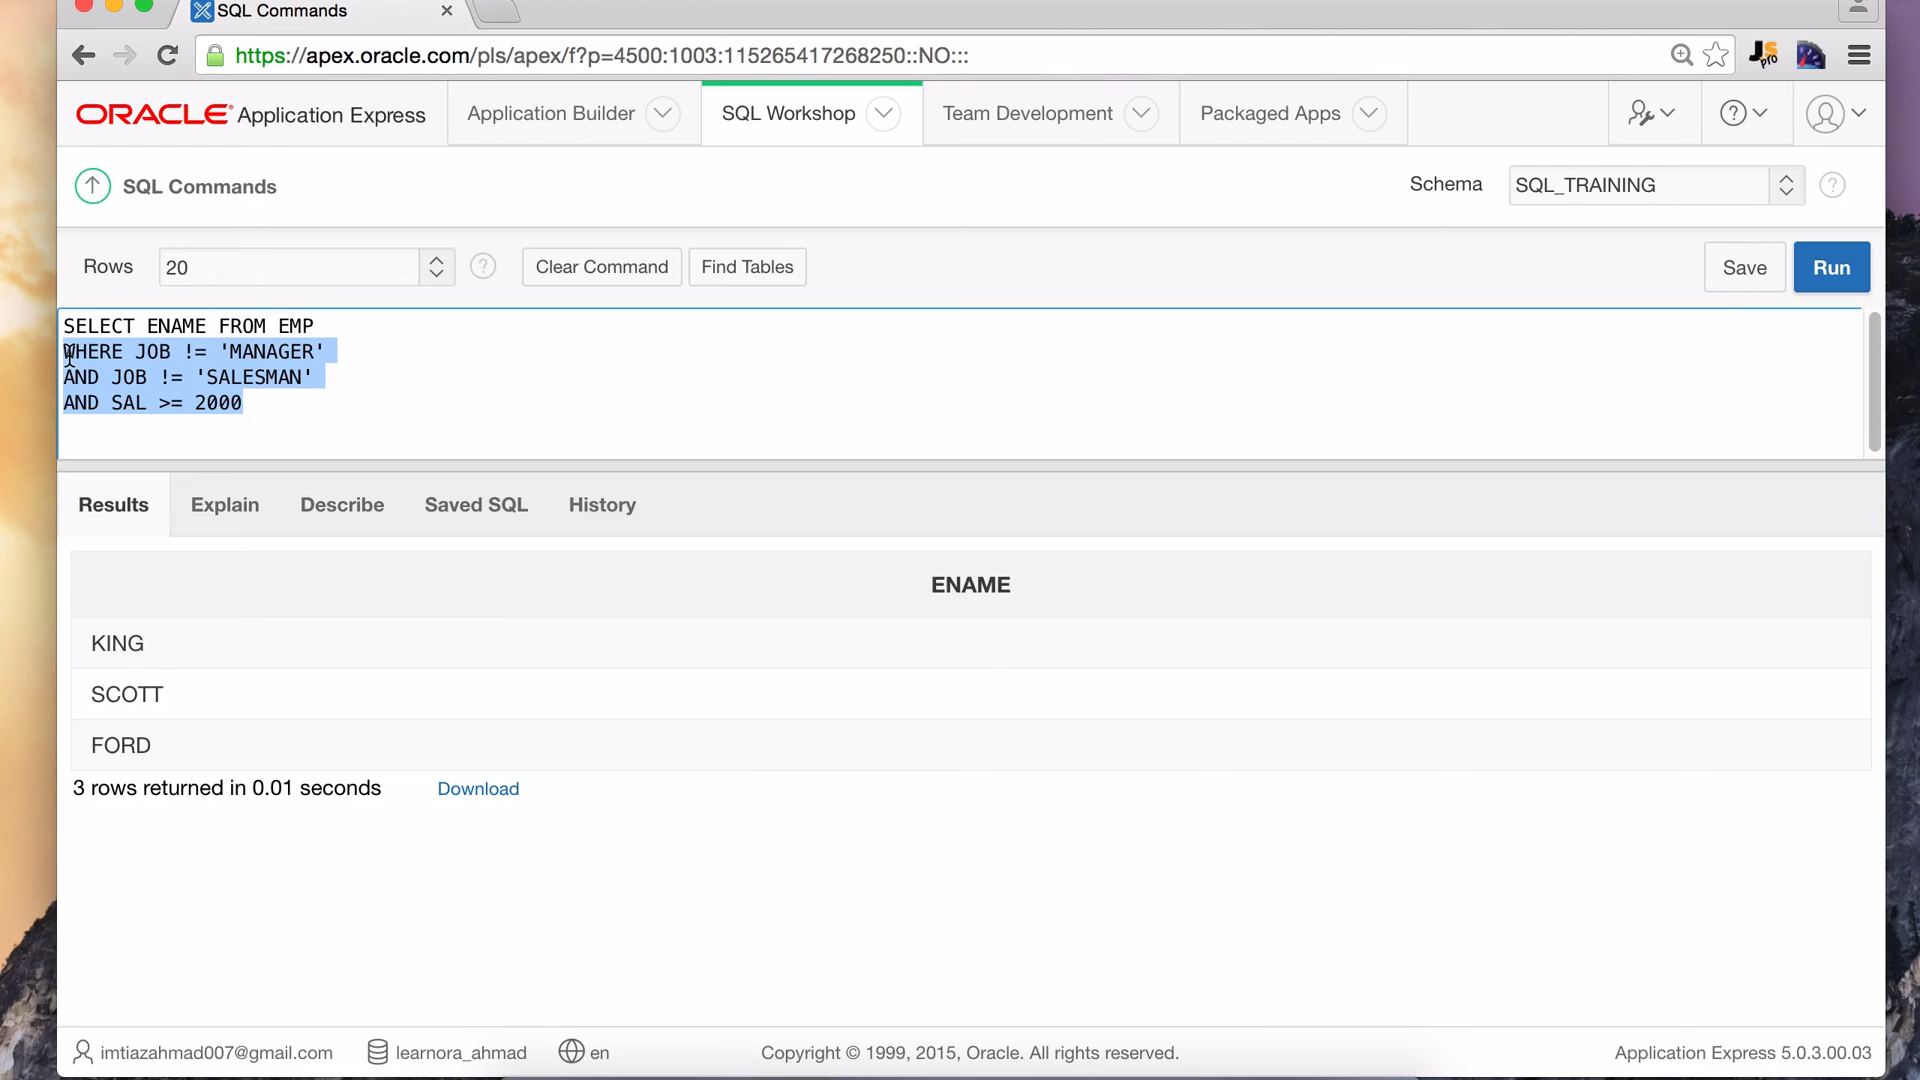 SQL Commands
https://apex.oracle.com/pls/apex/f?p=4500:1003:115265417268250::NO:::
JS pro
ORACLE Application Express
Application Builder
SQL Workshop
Team Development
Packaged Apps
SQL Commands
Schema
SQL_TRAINING
Rows
20
Clear Command
Find Tables
Save
Run
SELECT ENAME FROM EMP
WHERE JOB != 'MANAGER'
AND JOB != 'SALESMAN'
AND SAL >= 2000
Results
Explain
Describe
Saved SQL
History
ENAME
KING
SCOTT
FORD
3 rows returned in 0.01 seconds
Download
imtiazahmad007@gmail.com
learnora_ahmad
en
Copyright © 1999, 2015, Oracle. All rights reserved.
Application Express 5.0.3.00.03